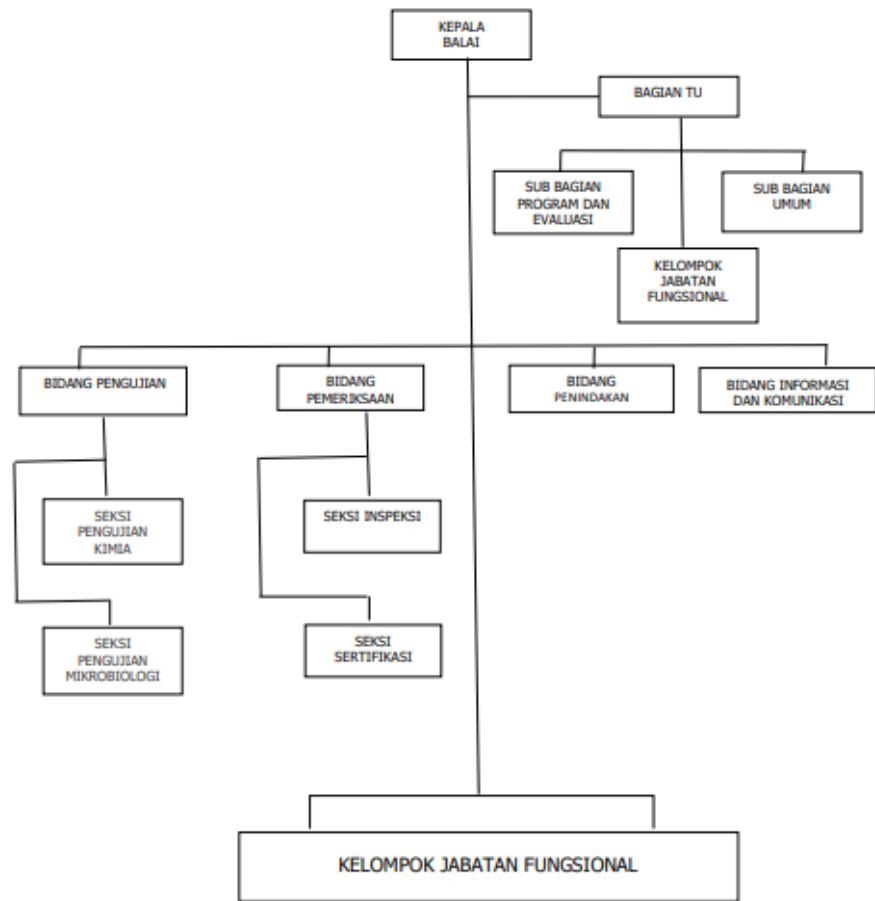 KEPALA
BALAI
BAGIAN TU
SUB BAGIAN
PROGRAM DAN
EVALUASI
SUB BAGIAN
UMUM
KELOMPOK
JABATAN
FUNGSIONAL
BIDANG PENGUJIAN
BIDANG
PEMERIKSAAN
BIDANG
PENINDAKAN
BIDANG INFORMASI
DAN KOMUNIKASI
SEKSI
PENGUJIAN
KIMIA
SEKSI INSPEKSI
SEKSI
PENGUJIAN
MIKROBIOLOGI
SEKSI
SERTIFIKASI
KELOMPOK JABATAN FUNGSIONAL